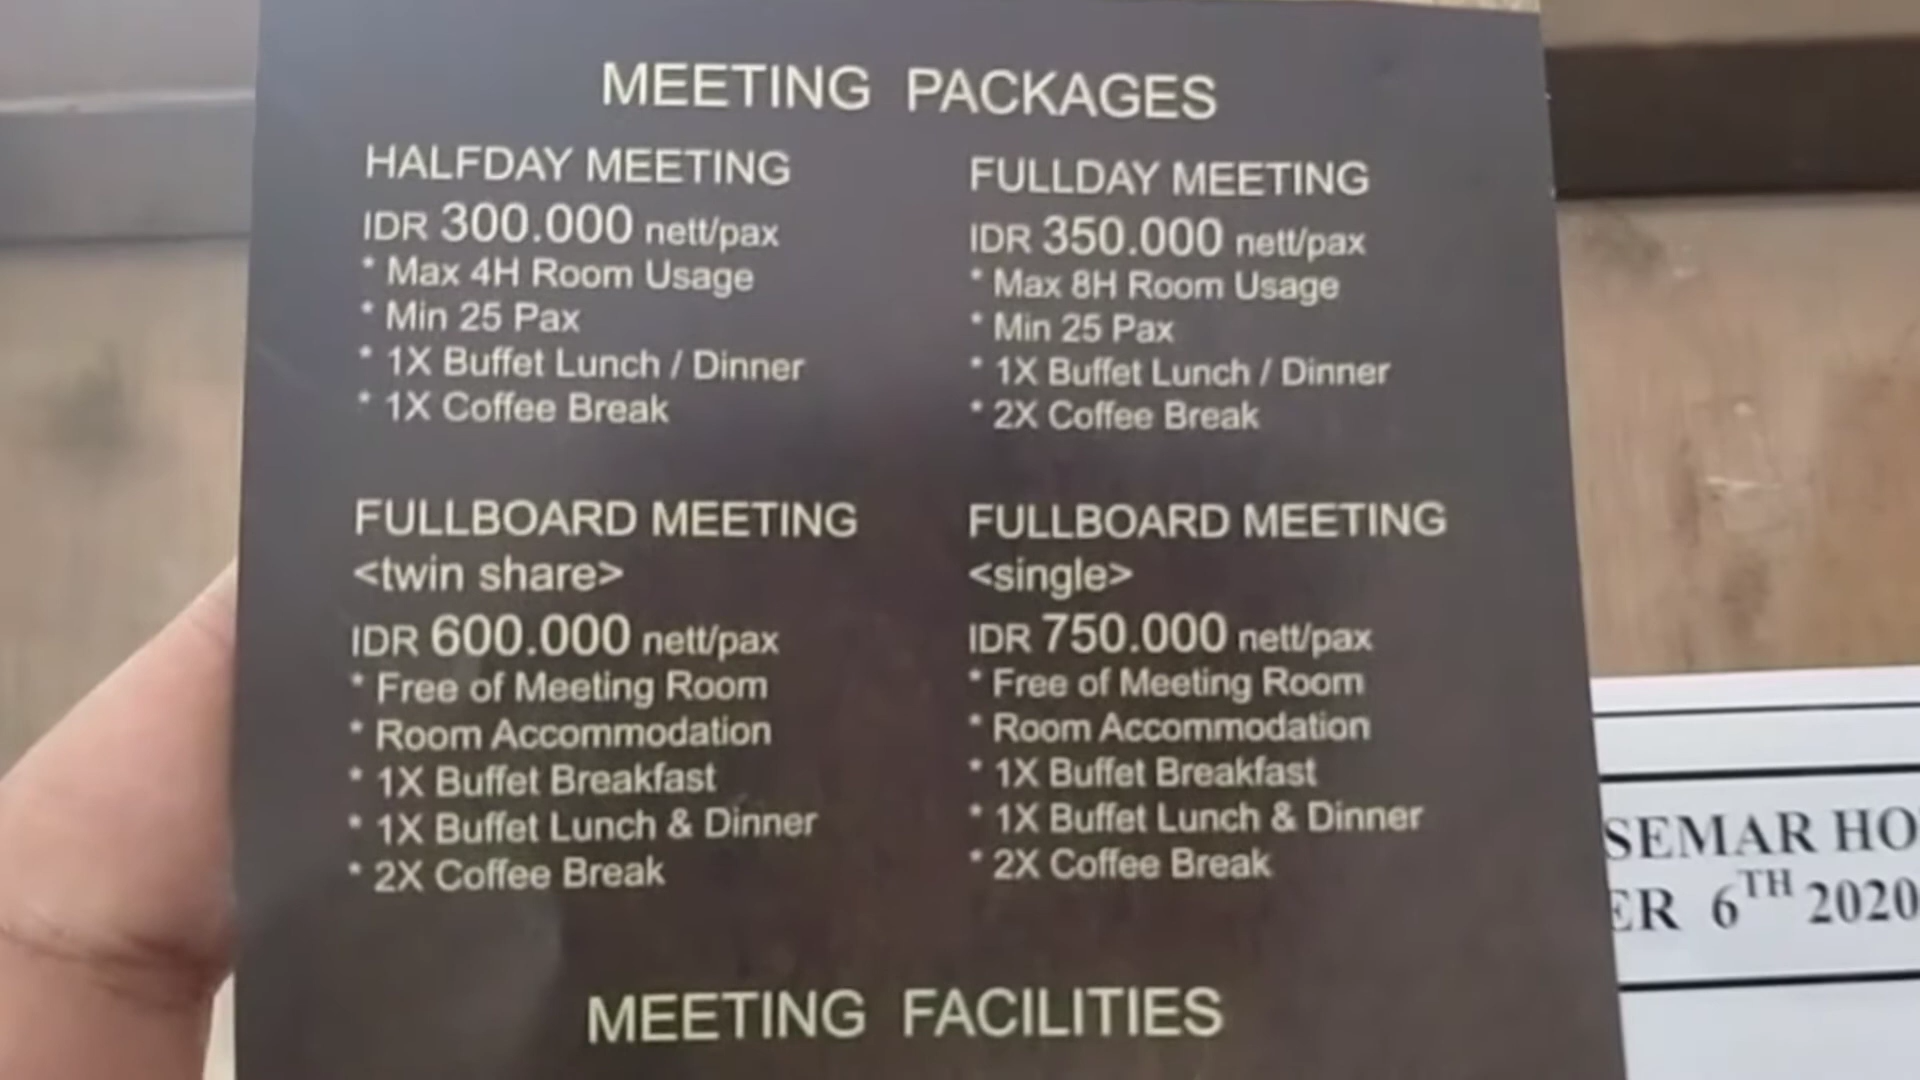 MEETING PACKAGES
HALFDAY MEETING
IDR 300.000 nett/pax
* Max 4H Room Usage
* Min 25 Pax
* 1X Buffet Lunch / Dinner
* 1X Coffee Break
FULLDAY MEETING
IDR 350.000 nett/pax
* Max 8H Room Usage
* Min 25 Pax
* 1X Buffet Lunch / Dinner
* 2X Coffee Break
FULLBOARD MEETING
<twin share>
IDR 600.000 nett/pax
* Free of Meeting Room
* Room Accommodation
* 1X Buffet Breakfast
* 1X Buffet Lunch & Dinner
* 2X Coffee Break
FULLBOARD MEETING
<single>
IDR 750.000 nett/pax
* Free of Meeting Room
* Room Accommodation
* 1X Buffet Breakfast
* 1X Buffet Lunch & Dinner
* 2X Coffee Break
MEETING FACILITIES
SEMAR HO
ER 6TH 2020